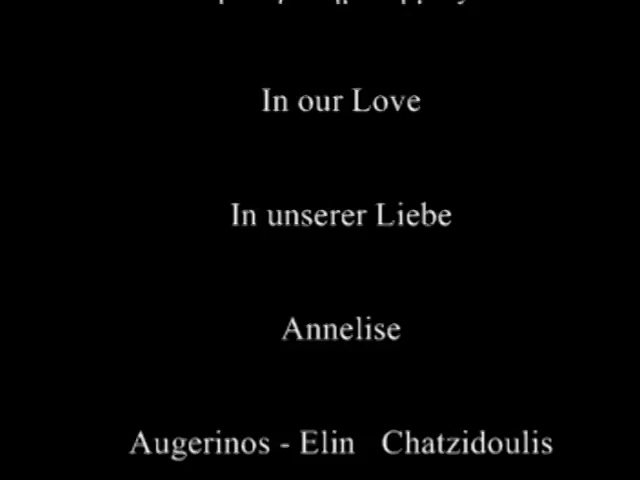 In our Love
In unserer Liebe
Annelise
Augerinos - Elin Chatzidoulis